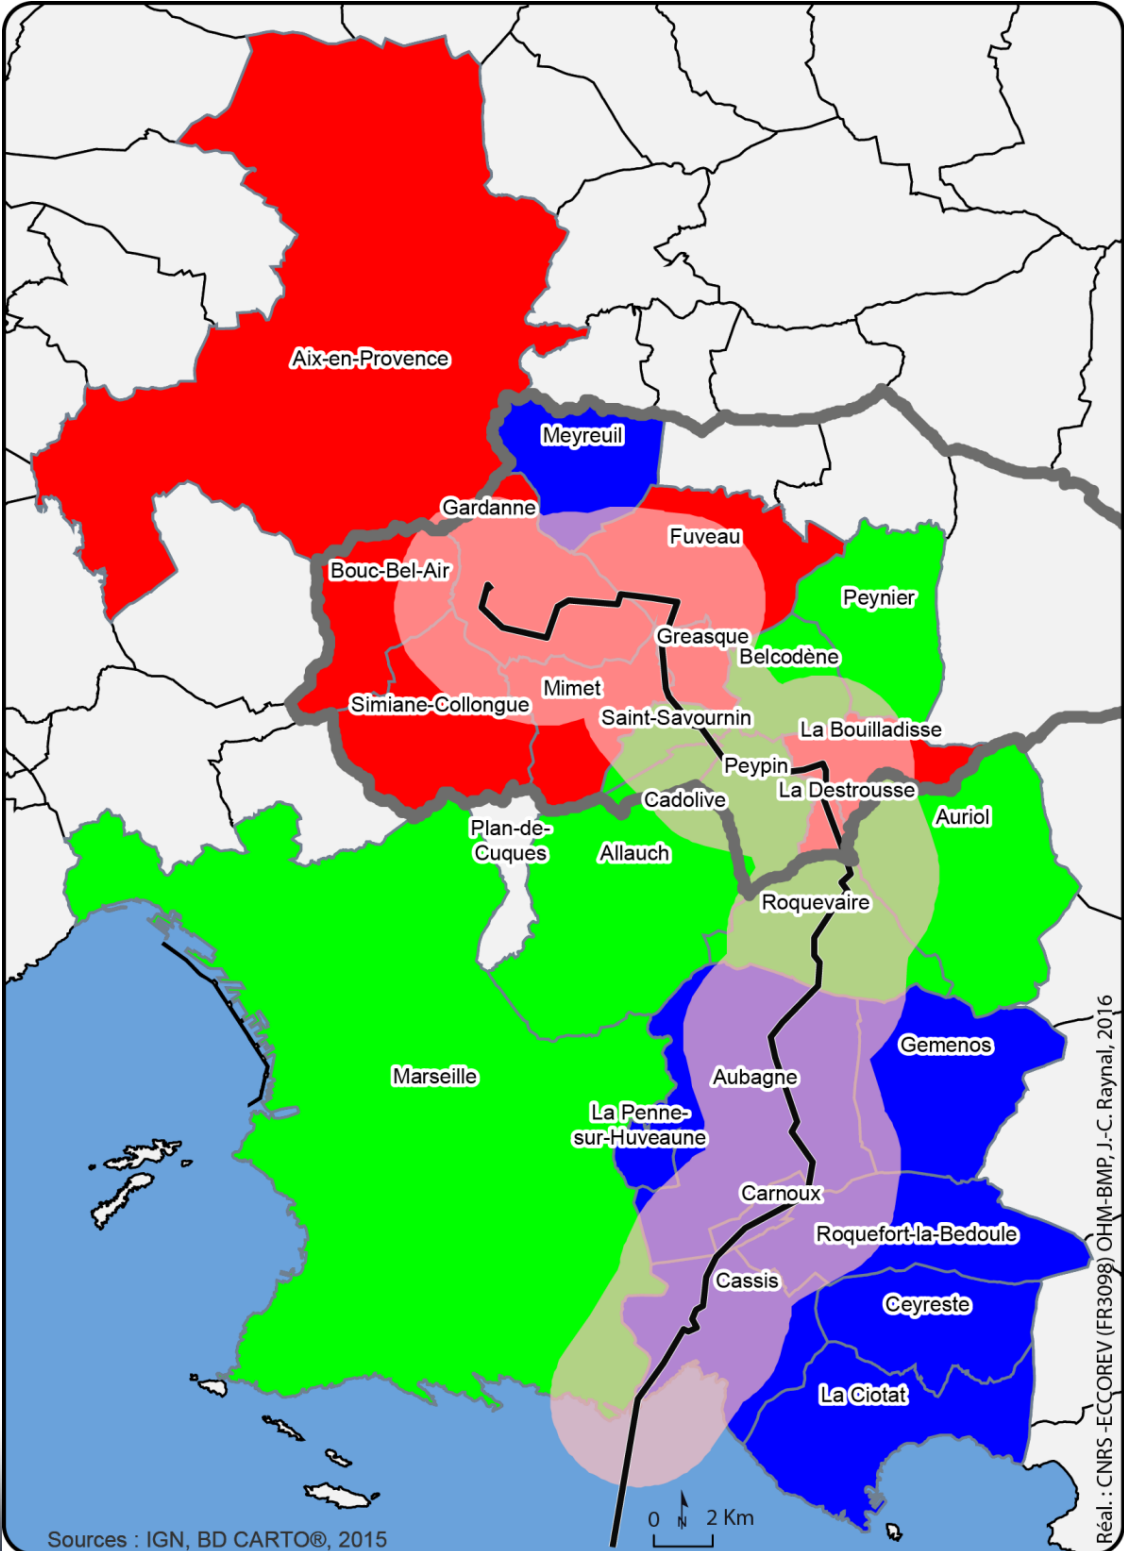 Aix-en-Provence
Meyreuil
Gardanne
Fuveau
Bouc-Bel-Air
Peynier
Greasque
Belcodène
Mimet
Simiane-Collongue
Saint-Savournin
La Bouilladisse
Peypin
La Destrousse
Cadolive
Auriol
Plan-de-
Cuques
Allauch
Roquevaire
Gemenos
Marseille
Aubagne
La Penne-
sur-Huveaune
Carnoux
Roquefort-la-Bedoule
Cassis
Ceyreste
La Ciotat
0 N 2 Km
Sources : IGN, BD CARTO®, 2015
Réal. : CNRS -ECCOREV (FR3098) OHM-BMP, J.-C. Raynal, 2016